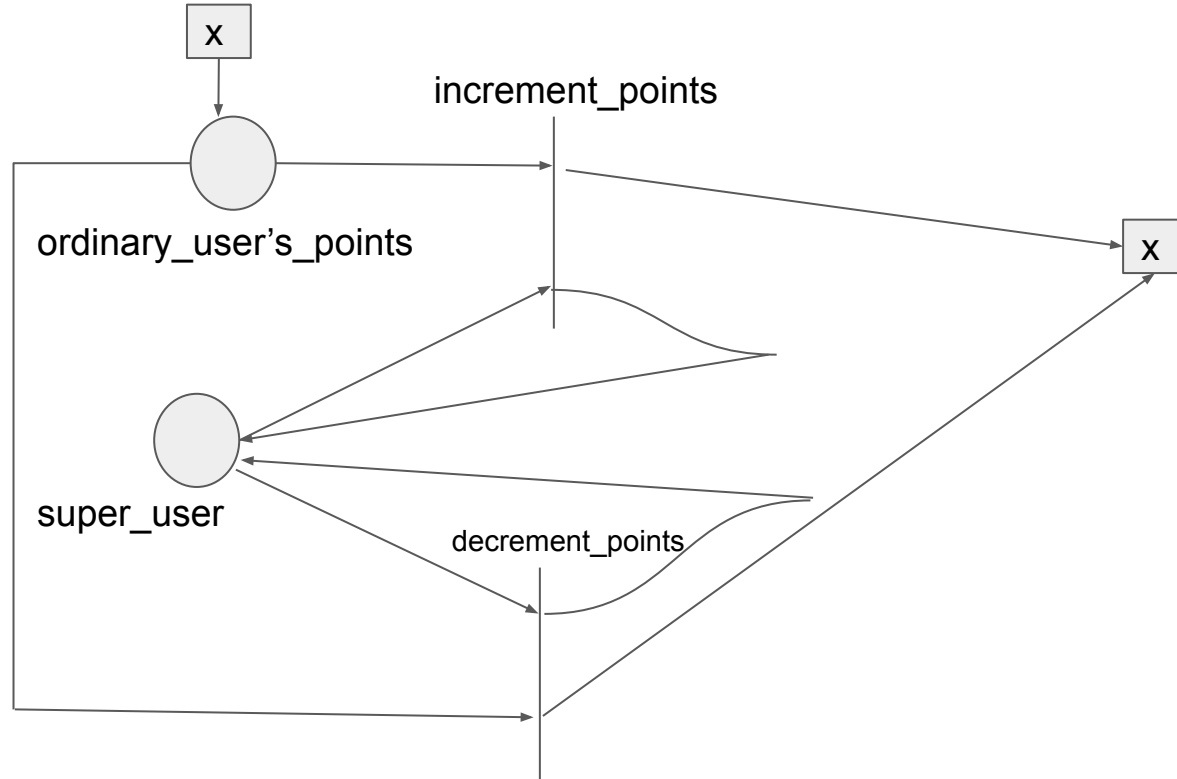 x
increment_points
ordinary_user’s_points
x
super_user
decrement_points